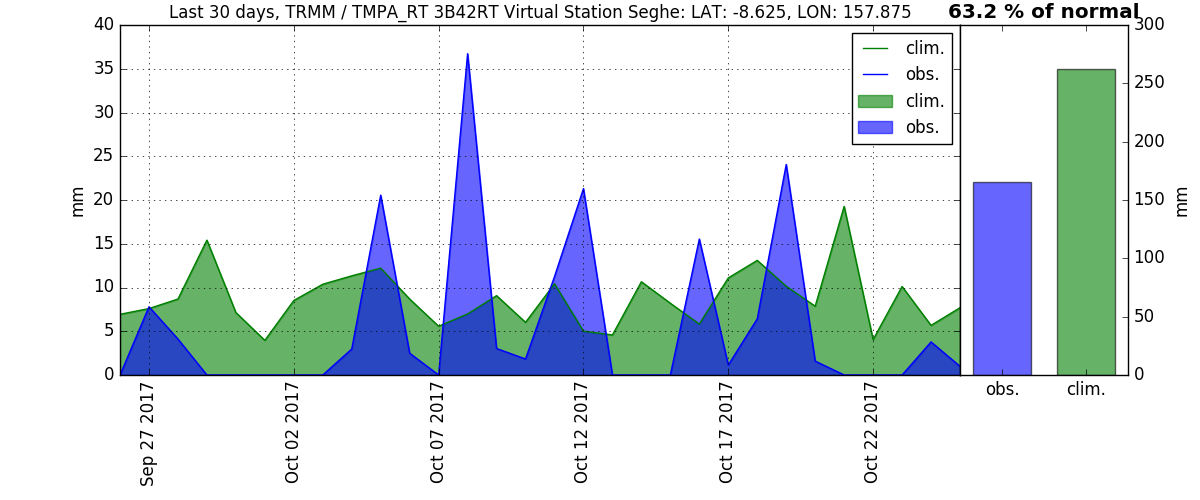 Last 30 days, TRMM / TMPA_RT 3B42RT Virtual Station Seghe: LAT: -8.625, LON: 157.875
63.2 % of normal
40
35
30
25
20
15
10
5
0
mm
clim.
obs.
clim.
obs.
Sep 27 2017
Oct 02 2017
Oct 07 2017
Oct 12 2017
Oct 17 2017
Oct 22 2017
300
250
200
150
100
50
0
mm
obs.
clim.